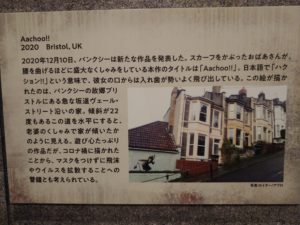 Aachoo!!
2020　Bristol, UK
2020年12月10日、バンクシーは新たな作品を発表した。スカーフをかぶったおばあさんが、
腰を曲げるほどに盛大なくしゃみをしている本作のタイトルは「Aachoo!!」。日本語で「ハク
ション!!」という意味で、彼女の口からは入れ歯が勢いよく飛び出している。この絵が描か
れたのは、バンクシーの故郷ブリ
ストルにある急な坂道ヴェール・
ストリート沿いの家。傾斜が22
度もあるこの道を水平にすると、
老婆のくしゃみで家が傾いたか
のように見える。遊び心たっぷり
の作品だが、コロナ禍に描かれた
ことから、マスクをつけずに飛沫
やウイルスを拡散することへの
警鐘とも考えられている。
写真:ロイター/アフロ